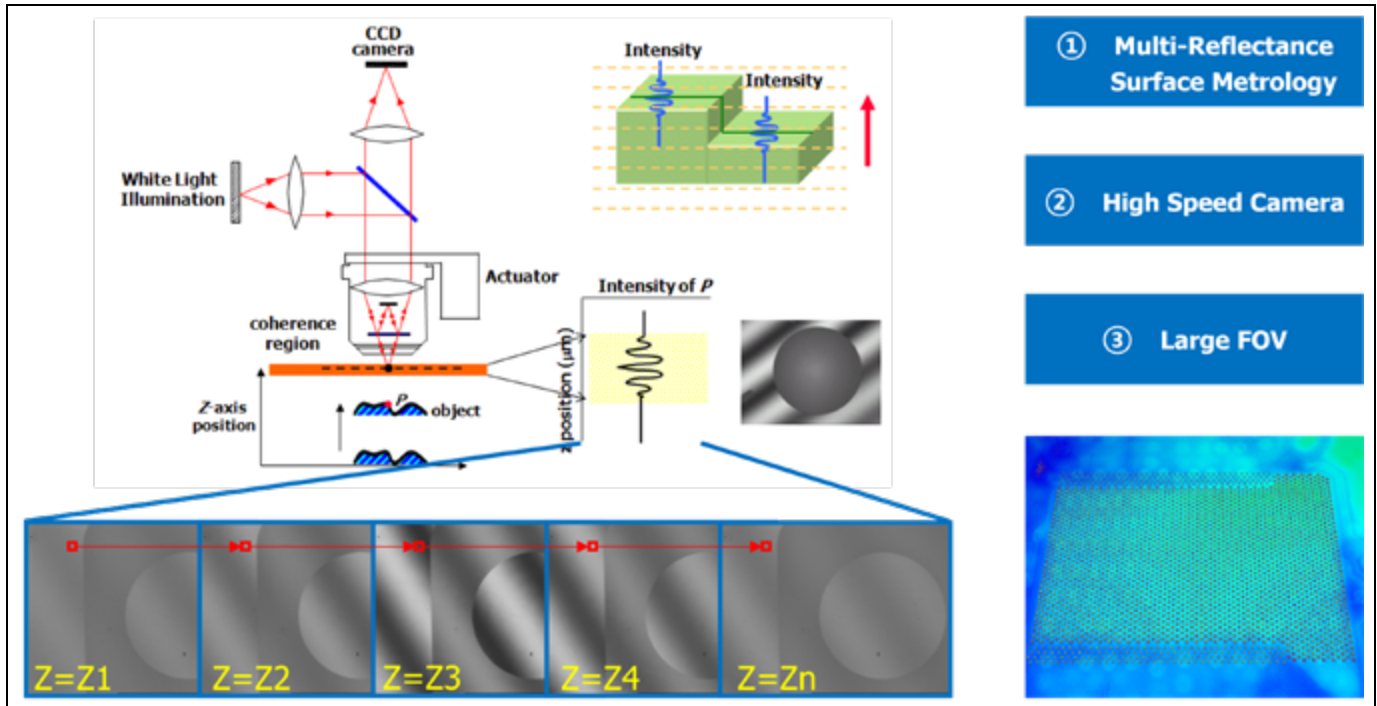 CCD
camera
White Light
Illumination
Actuator
coherence
region
Z-axis
position
P
object
Intensity
Intensity
Intensity of P
z position (μm)
Z=Z1
Z=Z2
Z=Z3
Z=Z4
Z=Zn
① Multi-Reflectance
Surface Metrology
② High Speed Camera
③ Large FOV